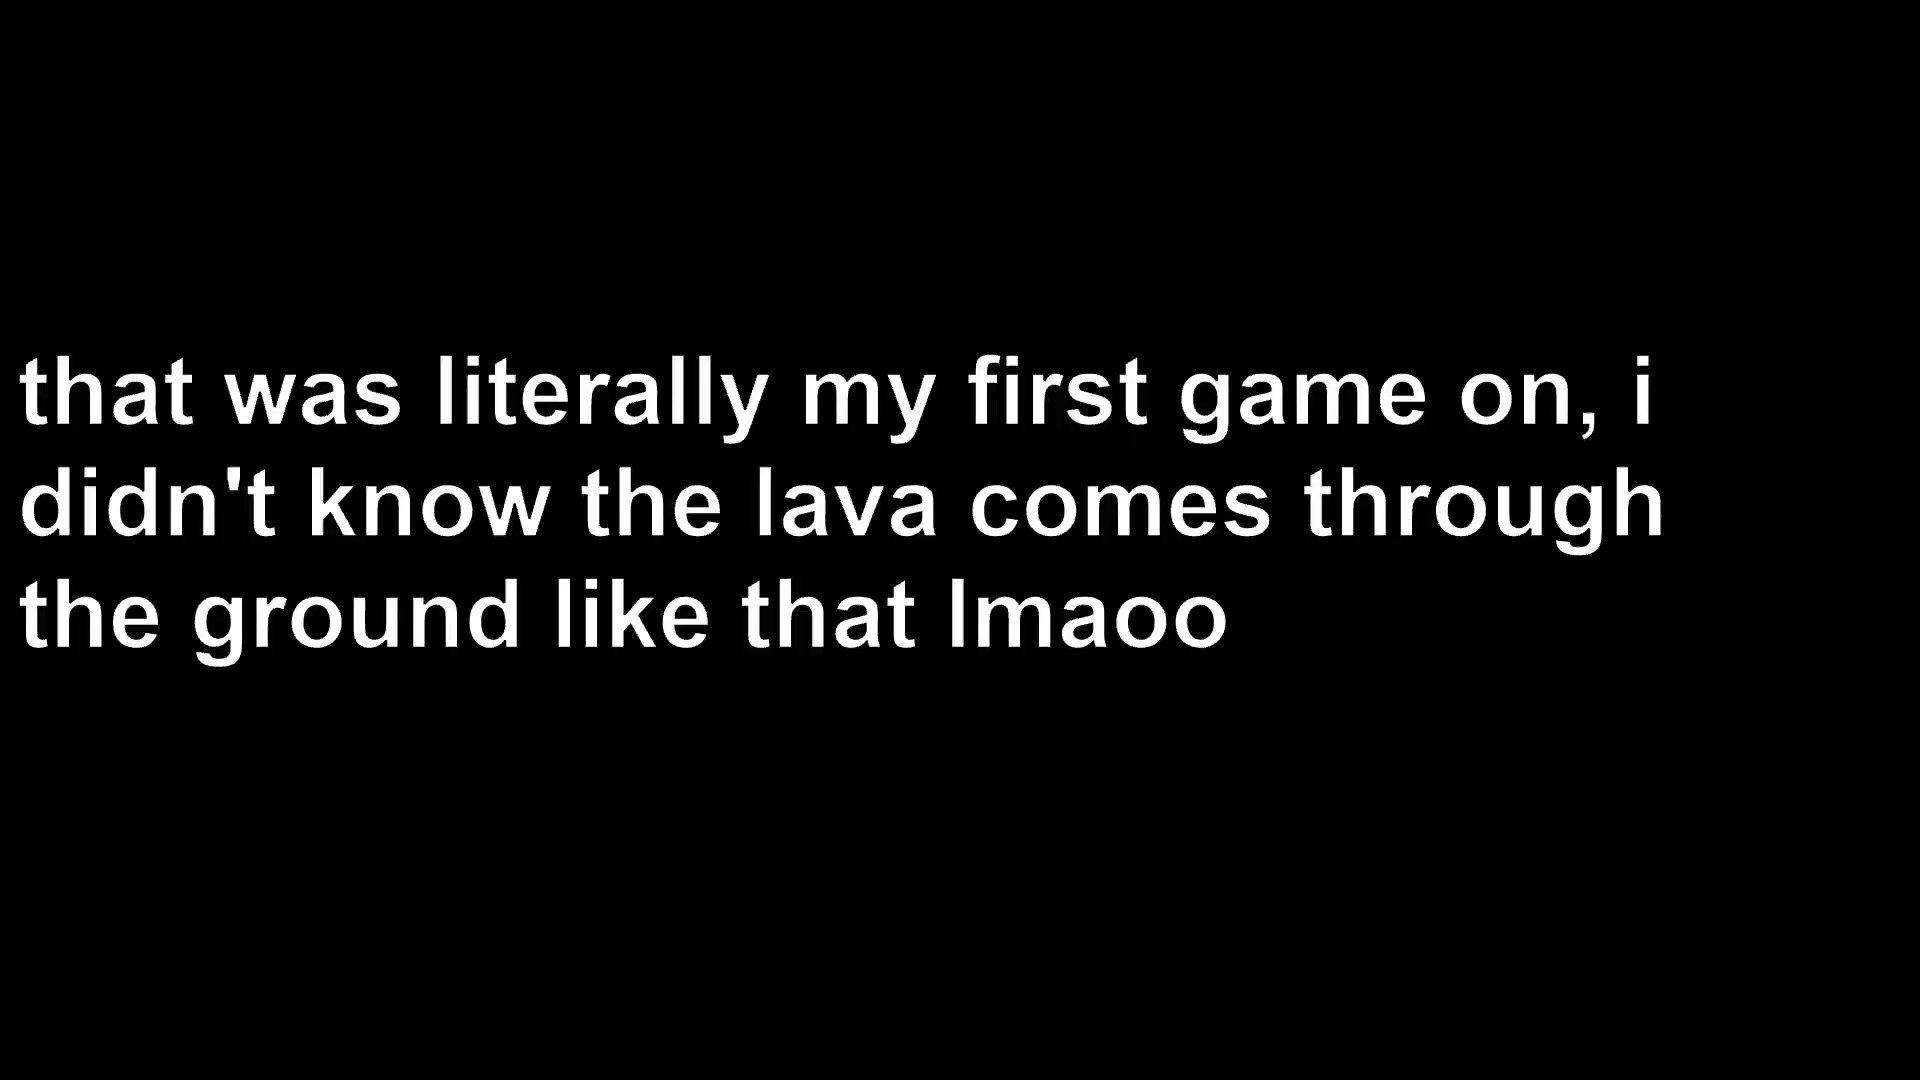 that was literally my first game on, i
didn't know the lava comes through
the ground like that lmaoo